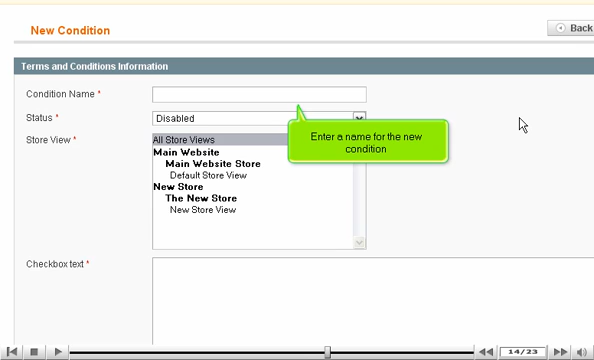 New Condition
Back
Terms and Conditions Information
Condition Name *
Status *
Disabled
Enter a name for the new
condition
Store View *
All Store Views
Main Website
Main Website Store
Default Store View
New Store
The New Store
New Store View
Checkbox text *
14/23